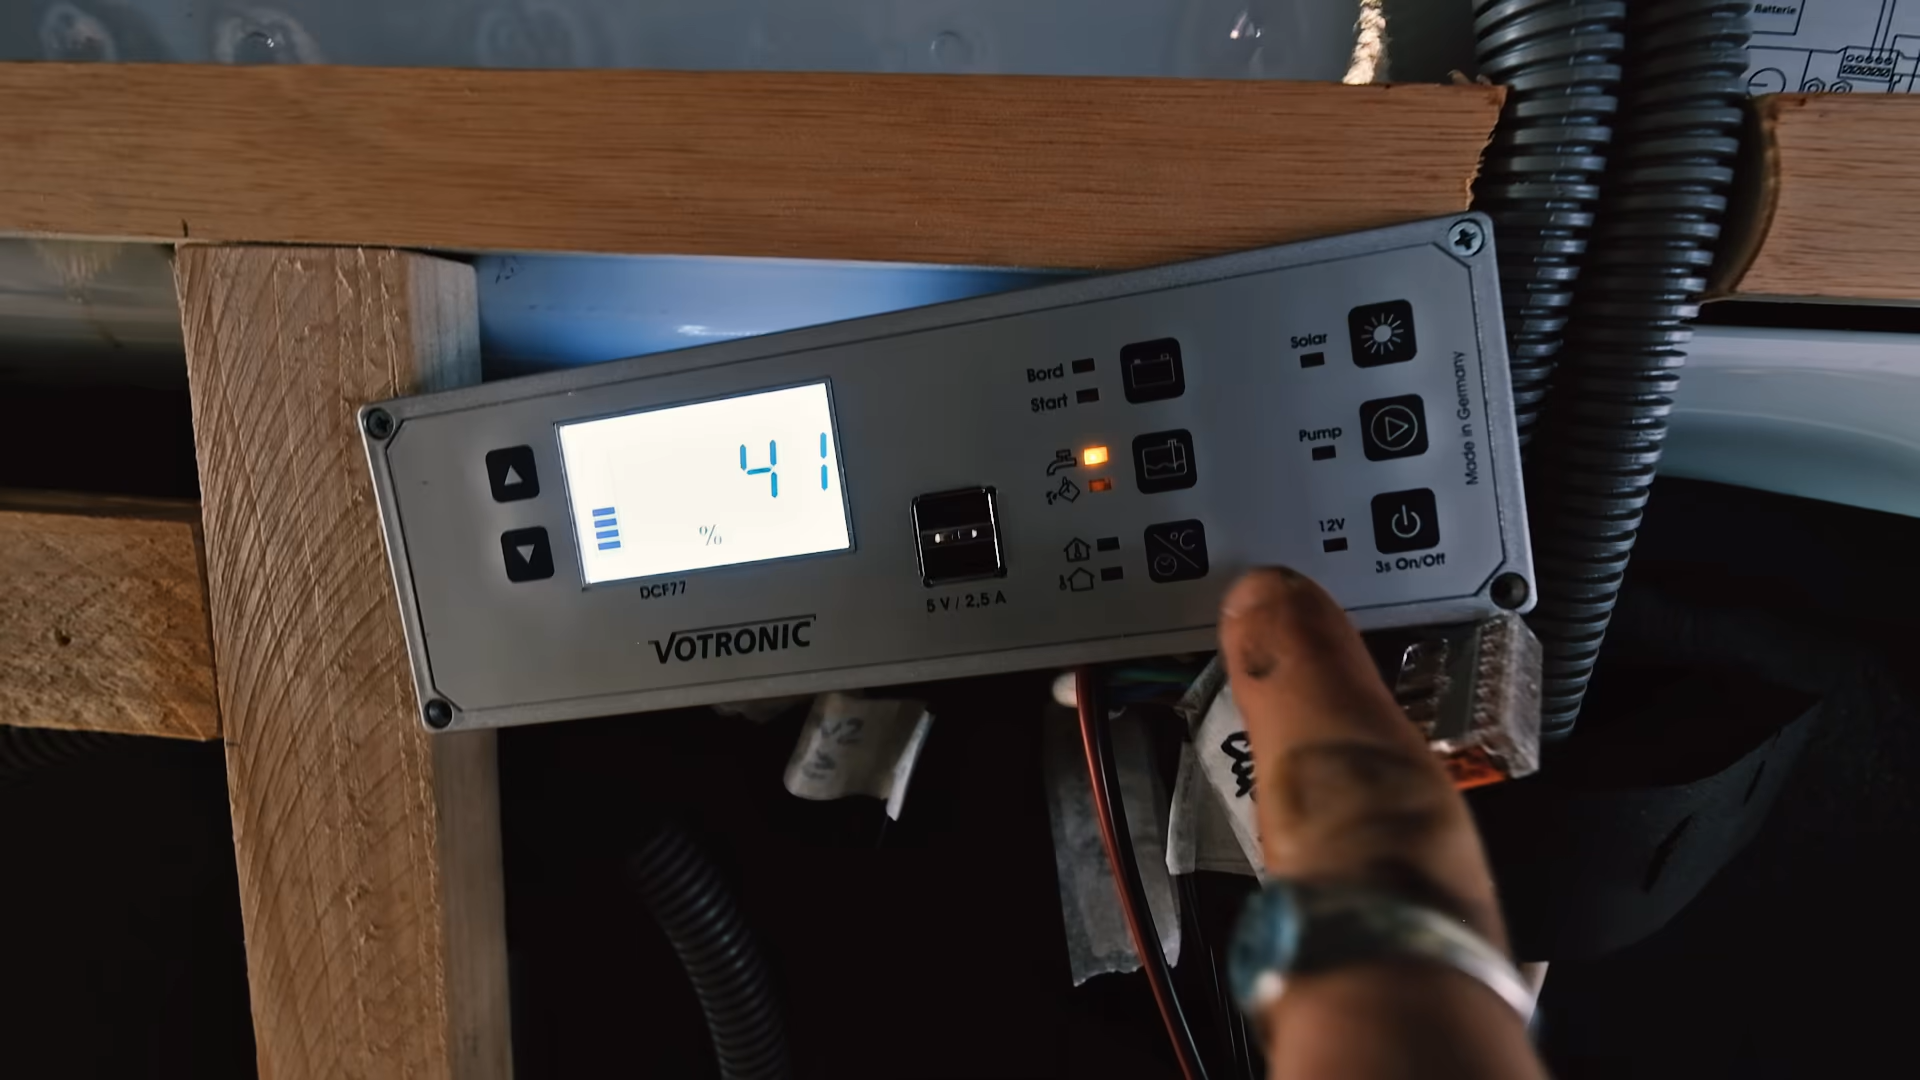 Batterie
Solar
Bord
Start
41
%
Pump
Made in Germany
°C
12V
3s On/Off
DCF77
5 V / 2,5 A
VOTRONIC